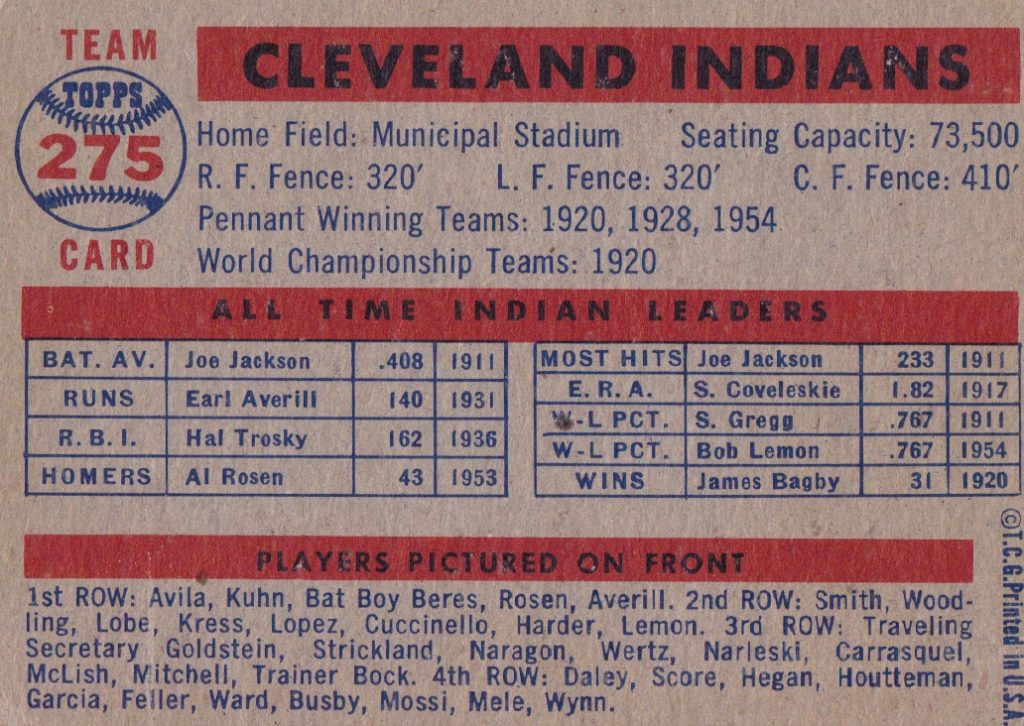 TEAM
TOPPS
275
CARD
CLEVELAND INDIANS
Home Field: Municipal Stadium Seating Capacity: 73,500
R. F. Fence: 320′ L. F. Fence: 320′ C. F. Fence: 410′
Pennant Winning Teams: 1920, 1928, 1954
World Championship Teams: 1920
ALL TIME INDIAN LEADERS
BAT. AV. Joe Jackson .408 1911
RUNS Earl Averill 140 1931
R. B. I. Hal Trosky 162 1936
HOMERS Al Rosen 43 1953
MOST HITS Joe Jackson 233 1911
E. R. A. S. Coveleskie 1.82 1917
W-L PCT. S. Gregg .767 1911
W-L PCT. Bob Lemon .767 1954
WINS James Bagby 31 1920
PLAYERS PICTURED ON FRONT
1st ROW: Avila, Kuhn, Bat Boy Beres, Rosen, Averill. 2nd ROW: Smith, Wood-
ling, Lobe, Kress, Lopez, Cuccinello, Harder, Lemon. 3rd ROW: Traveling
Secretary Goldstein, Strickland, Naragon, Wertz, Narleski, Carrasquel,
McLish, Mitchell, Trainer Bock. 4th ROW: Daley, Score, Hegan, Houtteman,
Garcia, Feller, Ward, Busby, Mossi, Mele, Wynn.
©T.C.G. Printed in U.S.A.